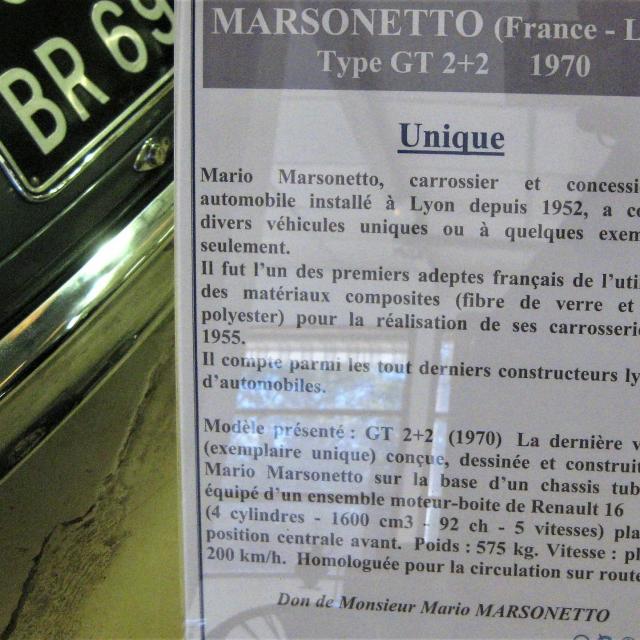 BR 69
MARSONETTO (France - L
Type GT 2+2 1970
Unique
Mario Marsonetto, carrossier et concessi
automobile installé à Lyon depuis 1952, a co
divers véhicules uniques ou à quelques exem
seulement.
Il fut l'un des premiers adeptes français de l'util
des matériaux composites (fibre de verre et
polyester) pour la réalisation de ses carrosserie
1955.
Il compte parmi les tout derniers constructeurs ly
d'automobiles.
Modèle présenté : GT 2+2 (1970) La dernière v
(exemplaire unique) conçue, dessinée et construit
Mario Marsonetto sur la base d'un chassis tub
équipé d'un ensemble moteur-boite de Renault 16
(4 cylindres - 1600 cm3 - 92 ch - 5 vitesses) pla
position centrale avant. Poids : 575 kg. Vitesse : pl
200 km/h. Homologuée pour la circulation sur route
Don de Monsieur Mario MARSONETTO